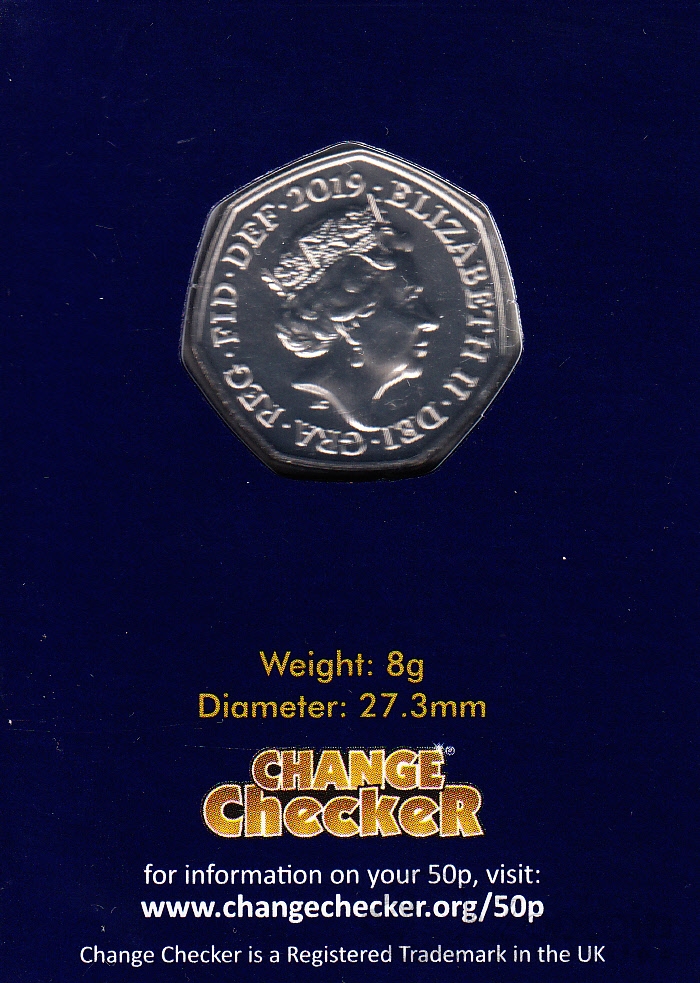 ELIZABETH II · DEI · GRA · REG · FID · DEF · 2019 ·
Weight: 8g
Diameter: 27.3mm
CHANGE
CHeckeR
®
for information on your 50p, visit:
www.changechecker.org/50p
Change Checker is a Registered Trademark in the UK